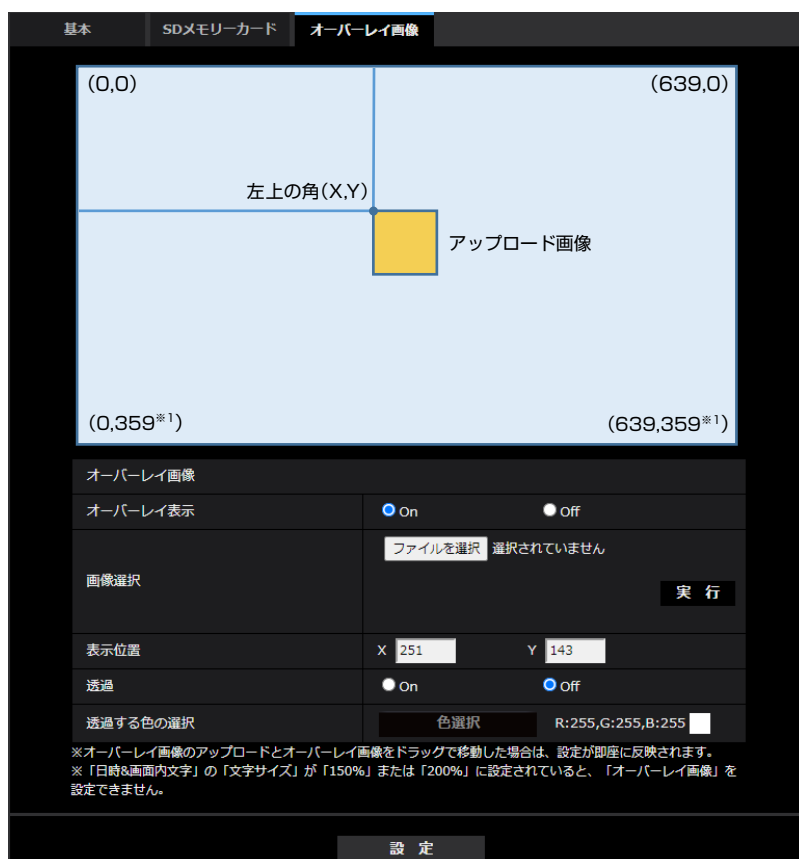 基本 SDメモリーカード オーバーレイ画像
(0,0) (639,0)
左上の角(X,Y)
アップロード画像
(0,359※1) (639,359※1)
オーバーレイ画像
オーバーレイ表示 On Off
ファイルを選択 選択されていません
画像選択
実 行
表示位置 X 251 Y 143
透過 On Off
透過する色の選択 色選択 R:255,G:255,B:255
※オーバーレイ画像のアップロードとオーバーレイ画像をドラッグで移動した場合は、設定が即座に反映されます。
※「日時&画面内文字」の「文字サイズ」が「150%」または「200%」に設定されていると、「オーバーレイ画像」を
設定できません。
設 定